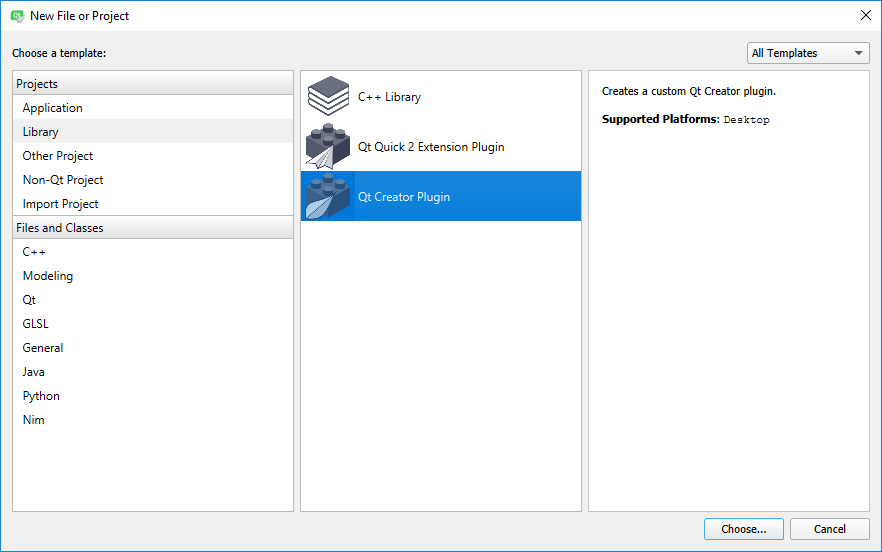 New File or Project
Choose a template:
All Templates
Projects
Application
Library
Other Project
Non-Qt Project
Import Project
Files and Classes
C++
Modeling
Qt
GLSL
General
Java
Python
Nim
C++ Library
Qt Quick 2 Extension Plugin
Qt Creator Plugin
Creates a custom Qt Creator plugin.
Supported Platforms: Desktop
Choose...
Cancel